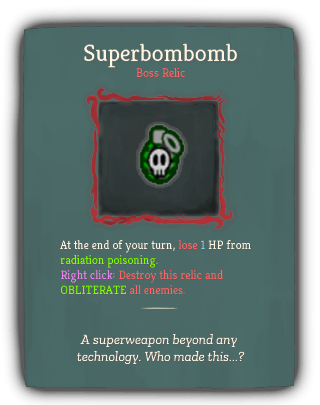 Superbombomb
Boss Relic
At the end of your turn, lose 1 HP from
radiation poisoning.
Right click: Destroy this relic and
OBLITERATE all enemies.
A superweapon beyond any
technology. Who made this...?